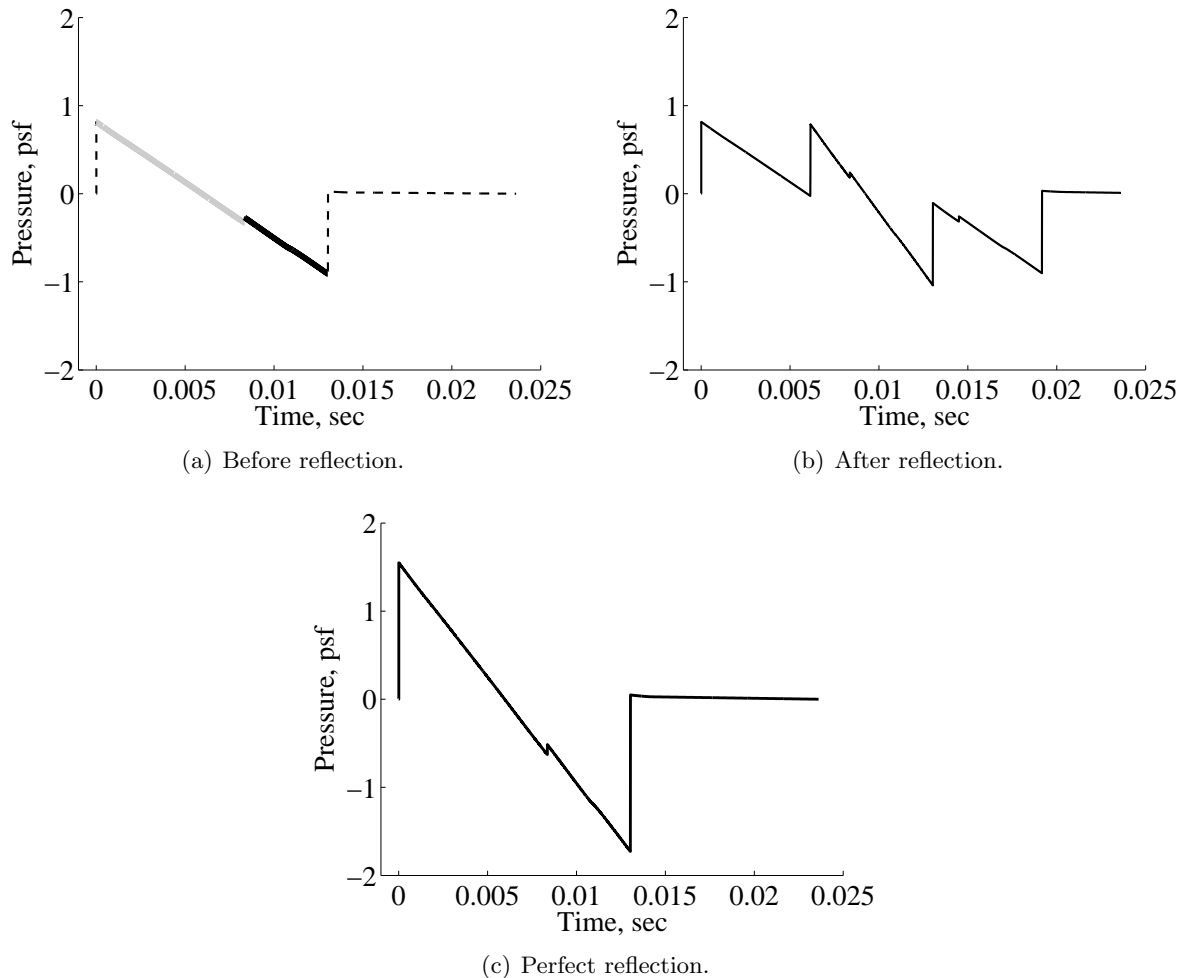 2
1
0
−1
−2
Pressure, psf
0 0.005 0.01 0.015 0.02 0.025
Time, sec
(a) Before reflection.
2
1
0
−1
−2
Pressure, psf
0 0.005 0.01 0.015 0.02 0.025
Time, sec
(b) After reflection.
2
1
0
−1
−2
Pressure, psf
0 0.005 0.01 0.015 0.02 0.025
Time, sec
(c) Perfect reflection.